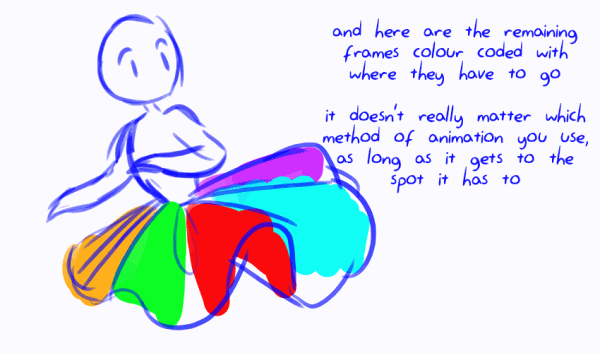 and here are the remaining
frames colour coded with
where they have to go
it doesn't really matter which
method of animation you use,
as long as it gets to the
spot it has to